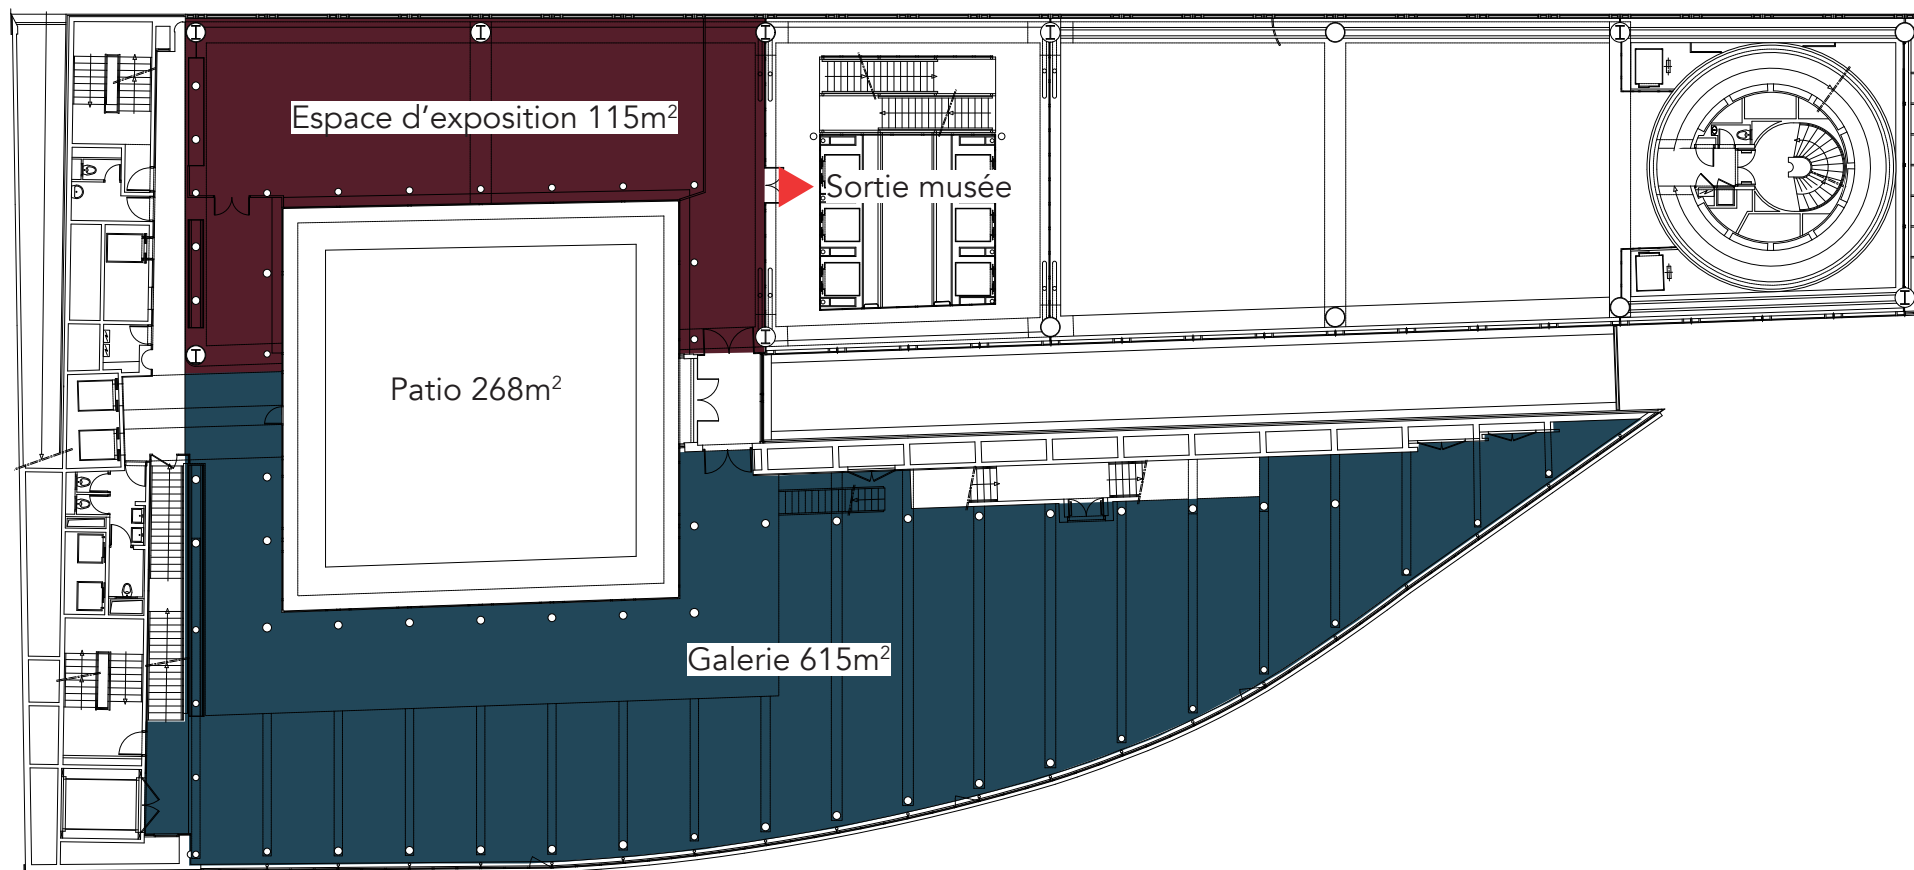 Espace d'exposition 115m²
Sortie musée
Patio 268m²
Galerie 615m²